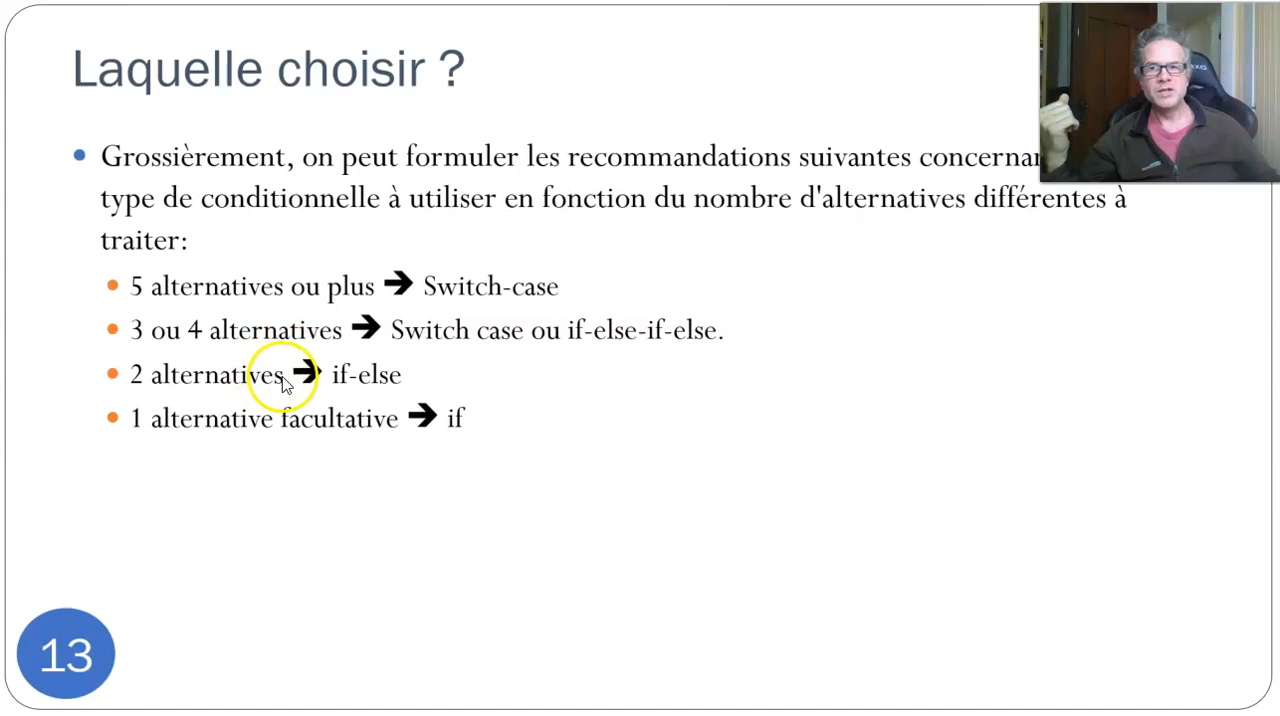 Laquelle choisir ?
Grossièrement, on peut formuler les recommandations suivantes
type de conditionnelle à utiliser en fonction du nombre d'alternatives différentes à
traiter:
5 alternatives ou plus ➔ Switch-case
3 ou 4 alternatives ➔ Switch case ou if-else-if-else.
2 alternatives ➔ if-else
1 alternative facultative ➔ if
13